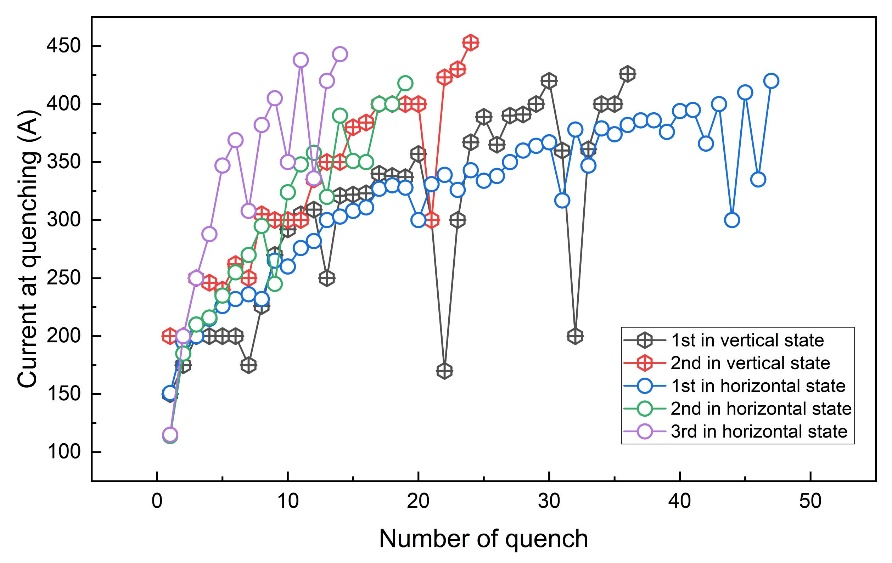 Current at quenching (A)
450
400
350
300
250
200
150
100
1st in vertical state
2nd in vertical state
1st in horizontal state
2nd in horizontal state
3rd in horizontal state
0 10 20 30 40 50
Number of quench